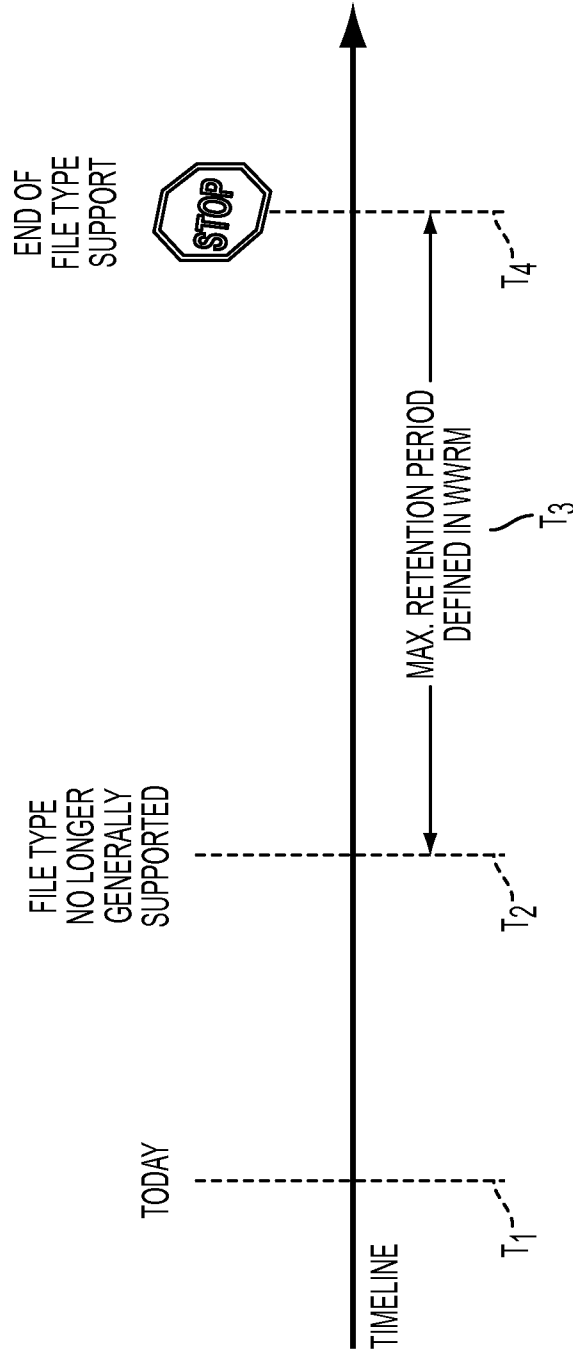 TODAY
FILE TYPE
NO LONGER
GENERALLY
SUPPORTED
END OF
FILE TYPE
SUPPORT
STOP
TIMELINE
MAX. RETENTION PERIOD
DEFINED IN WWRM
T1
T2
T3
T4